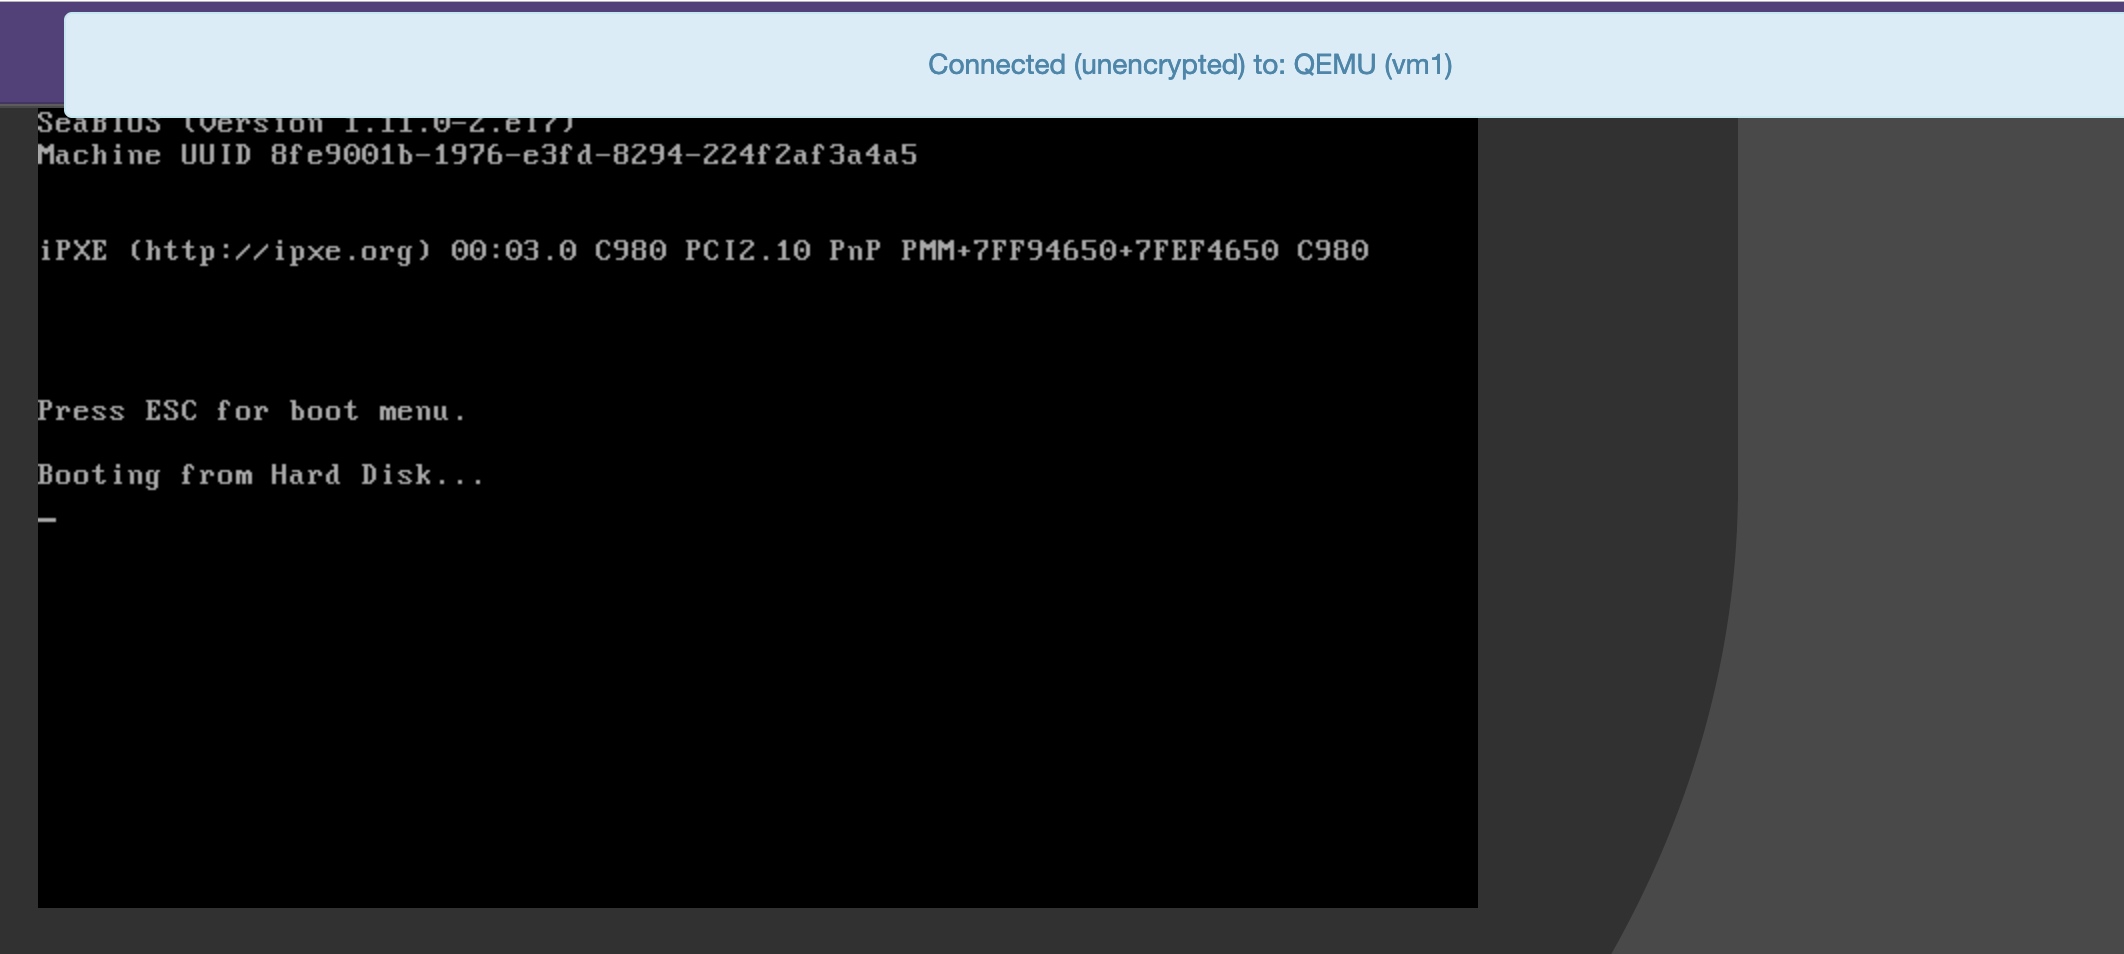 Connected (unencrypted) to: QEMU (vm1)
SeaBIOS (version 1.11.0-2.el7)
Machine UUID 8fe9001b-1976-e3fd-8294-224f2af3a4a5
iPXE (http://ipxe.org) 00:03.0 C980 PCI2.10 PnP PMM+7FF94650+7FEF4650 C980
Press ESC for boot menu.
Booting from Hard Disk...